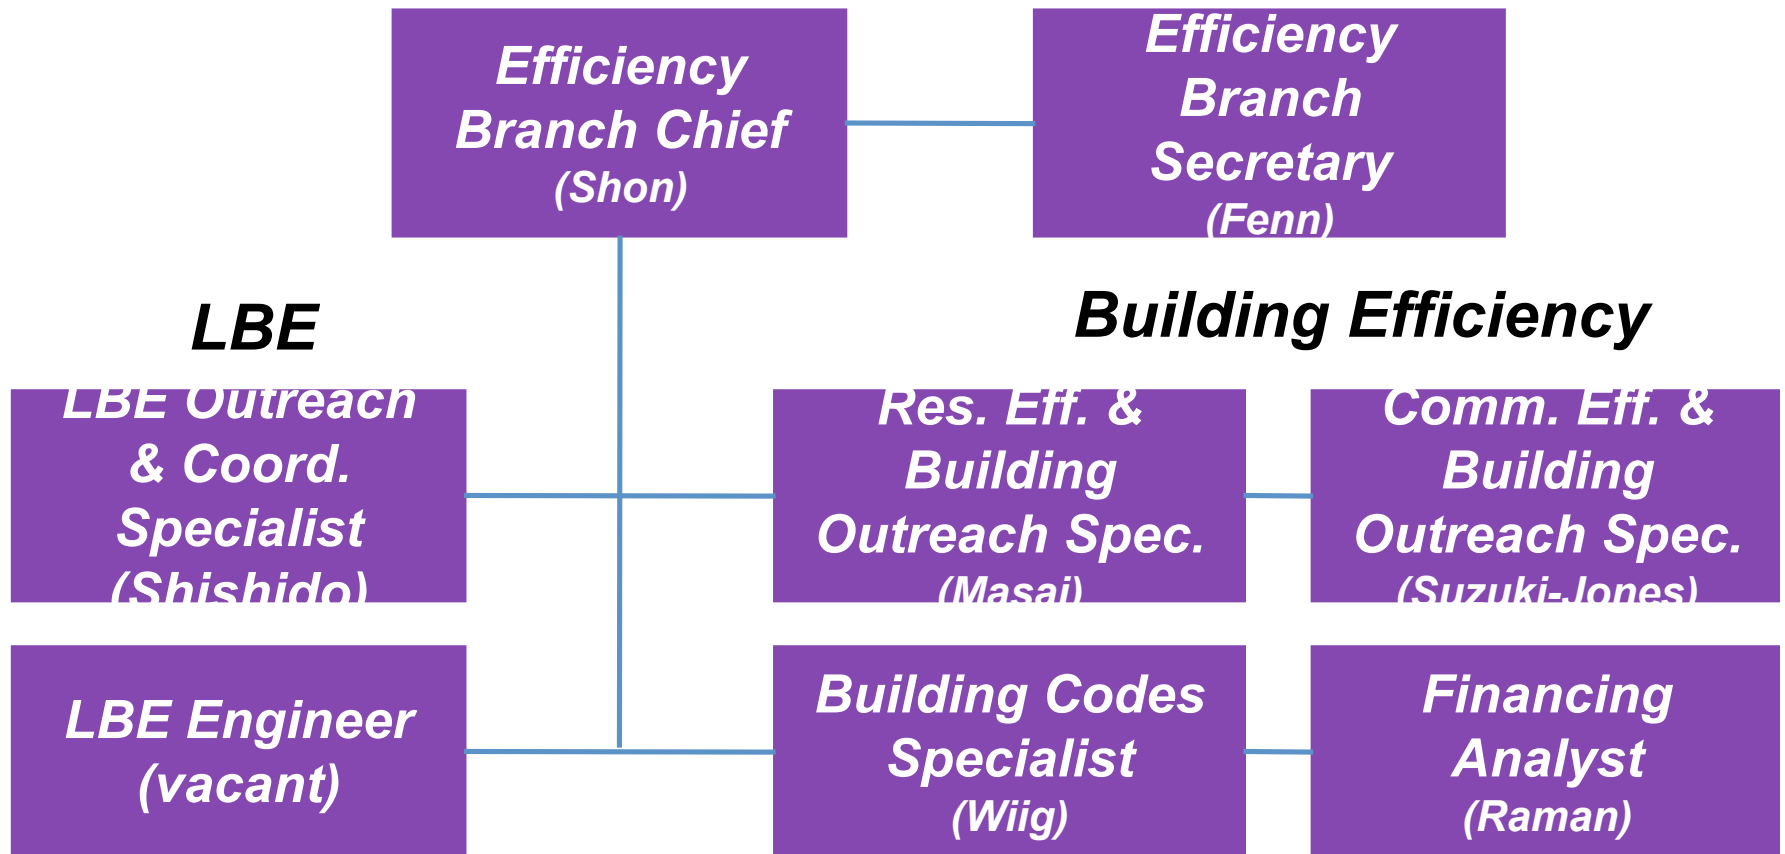 Efficiency
Branch Chief
(Shon)
Efficiency
Branch
Secretary
(Fenn)
LBE
Building Efficiency
LBE Outreach
& Coord.
Specialist
(Shishido)
Res. Eff. &
Building
Outreach Spec.
(Masai)
Comm. Eff. &
Building
Outreach Spec.
(Suzuki-Jones)
LBE Engineer
(vacant)
Building Codes
Specialist
(Wiig)
Financing
Analyst
(Raman)